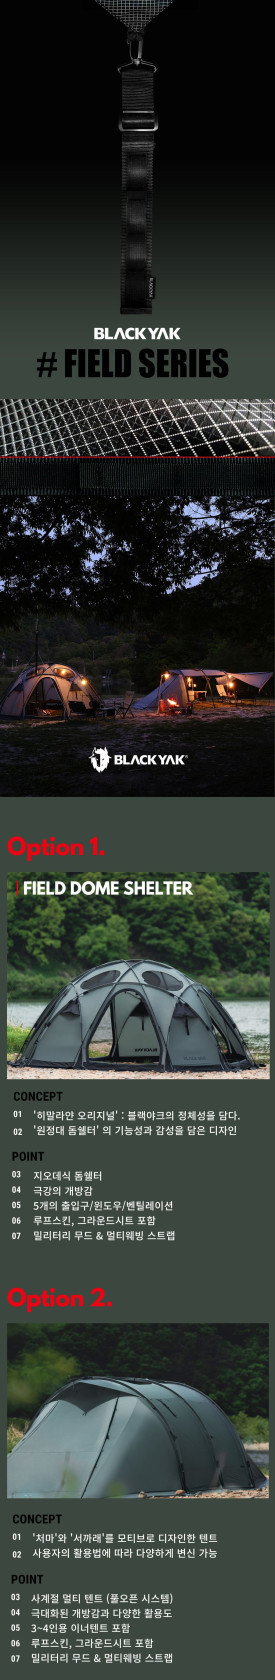 BLACKYAK
# FIELD SERIES
BLACKYAK
Option 1.
FIELD DOME SHELTER
CONCEPT
01 '히말라얀 오리지널' : 블랙야크의 정체성을 담다.
02 '원정대 돔쉘터' 의 기능성과 감성을 담은 디자인
POINT
03 지오데식 돔쉘터
04 극강의 개방감
05 5개의 출입구/윈도우/벤틸레이션
06 루프스킨, 그라운드시트 포함
07 밀리터리 무드 & 멀티웨빙 스트랩
Option 2.
CONCEPT
01 '처마'와 '서까래'를 모티브로 디자인한 텐트
02 사용자의 활용법에 따라 다양하게 변신 가능
POINT
03 사계절 멀티 텐트 (풀오픈 시스템)
04 극대화된 개방감과 다양한 활용도
05 3~4인용 이너텐트 포함
06 루프스킨, 그라운드시트 포함
07 밀리터리 무드 & 멀티웨빙 스트랩